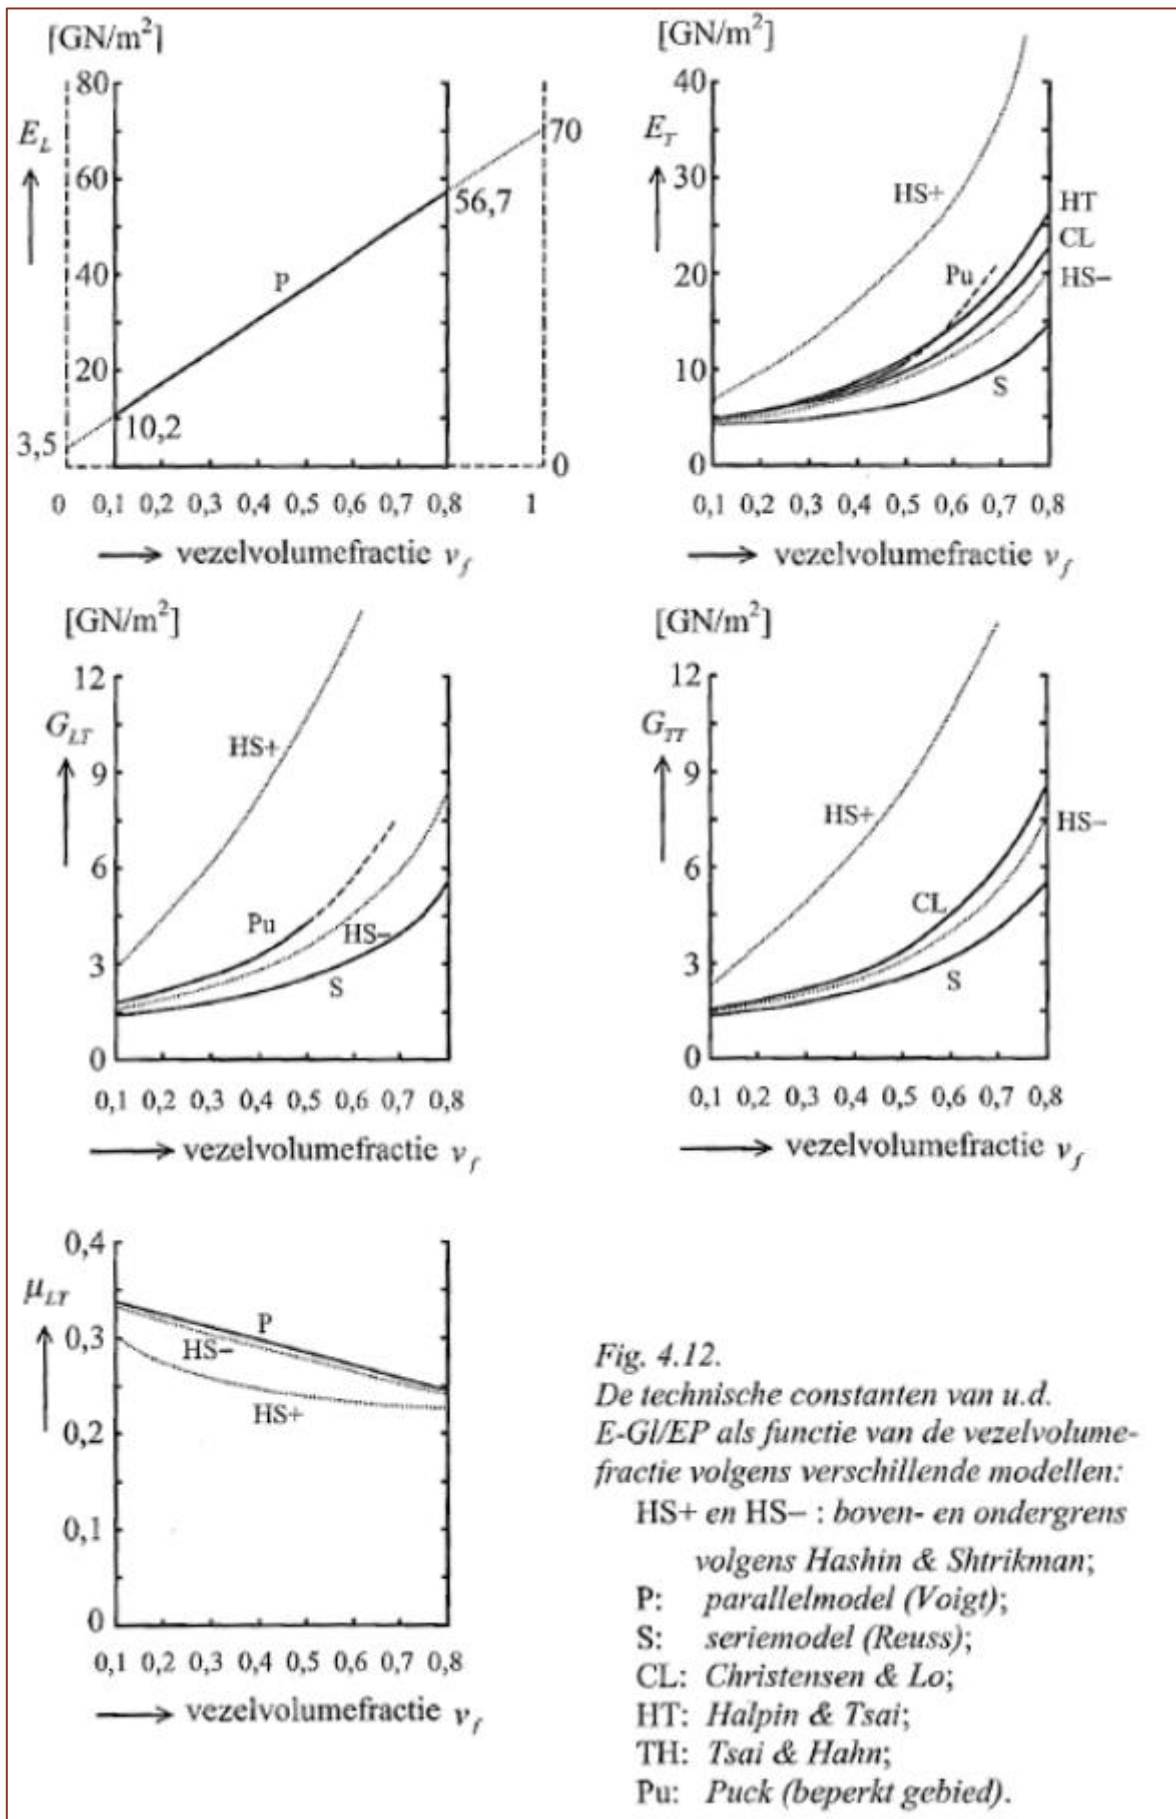 [GN/m²]
80
E_L
60
40
20
3,5
10,2
P
56,7
70
0
0 0,1 0,2 0,3 0,4 0,5 0,6 0,7 0,8 1
vezelvolumefractie v_f
[GN/m²]
40
E_T
30
20
10
0
HS+
Pu
HT
CL
HS–
S
0,1 0,2 0,3 0,4 0,5 0,6 0,7 0,8
vezelvolumefractie v_f
[GN/m²]
12
G_LT
9
6
3
0
HS+
Pu
HS–
S
0,1 0,2 0,3 0,4 0,5 0,6 0,7 0,8
vezelvolumefractie v_f
[GN/m²]
12
G_TT
9
6
3
0
HS+
HS–
CL
S
0,1 0,2 0,3 0,4 0,5 0,6 0,7 0,8
vezelvolumefractie v_f
0,4
μ_LT
0,3
0,2
0,1
0
P
HS–
HS+
0,1 0,2 0,3 0,4 0,5 0,6 0,7 0,8
vezelvolumefractie v_f
Fig. 4.12.
De technische constanten van u.d.
E-Gl/EP als functie van de vezelvolume-
fractie volgens verschillende modellen:
HS+ en HS– : boven- en ondergrens
volgens Hashin & Shtrikman;
P: parallelmodel (Voigt);
S: seriemodel (Reuss);
CL: Christensen & Lo;
HT: Halpin & Tsai;
TH: Tsai & Hahn;
Pu: Puck (beperkt gebied).